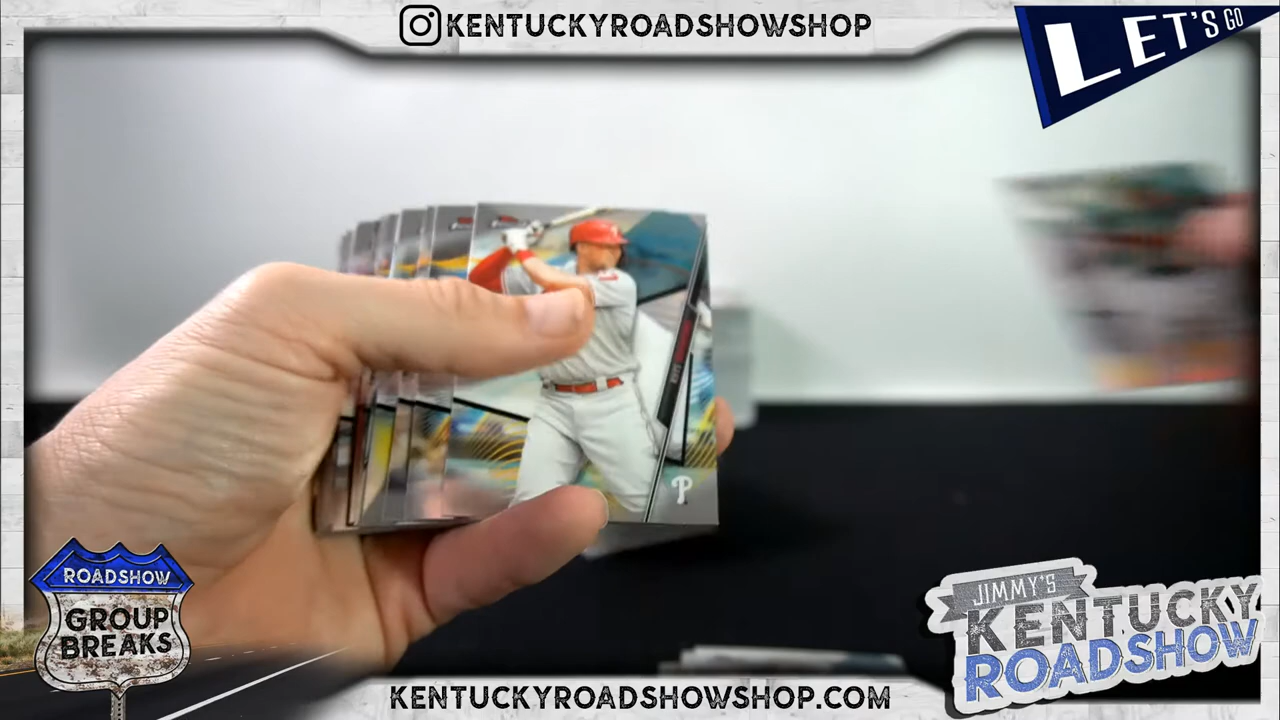 KENTUCKYROADSHOWSHOP
LET'S GO
P
ROADSHOW
GROUP
BREAKS
JIMMY'S
KENTUCKY
ROADSHOW
KENTUCKYROADSHOWSHOP.COM